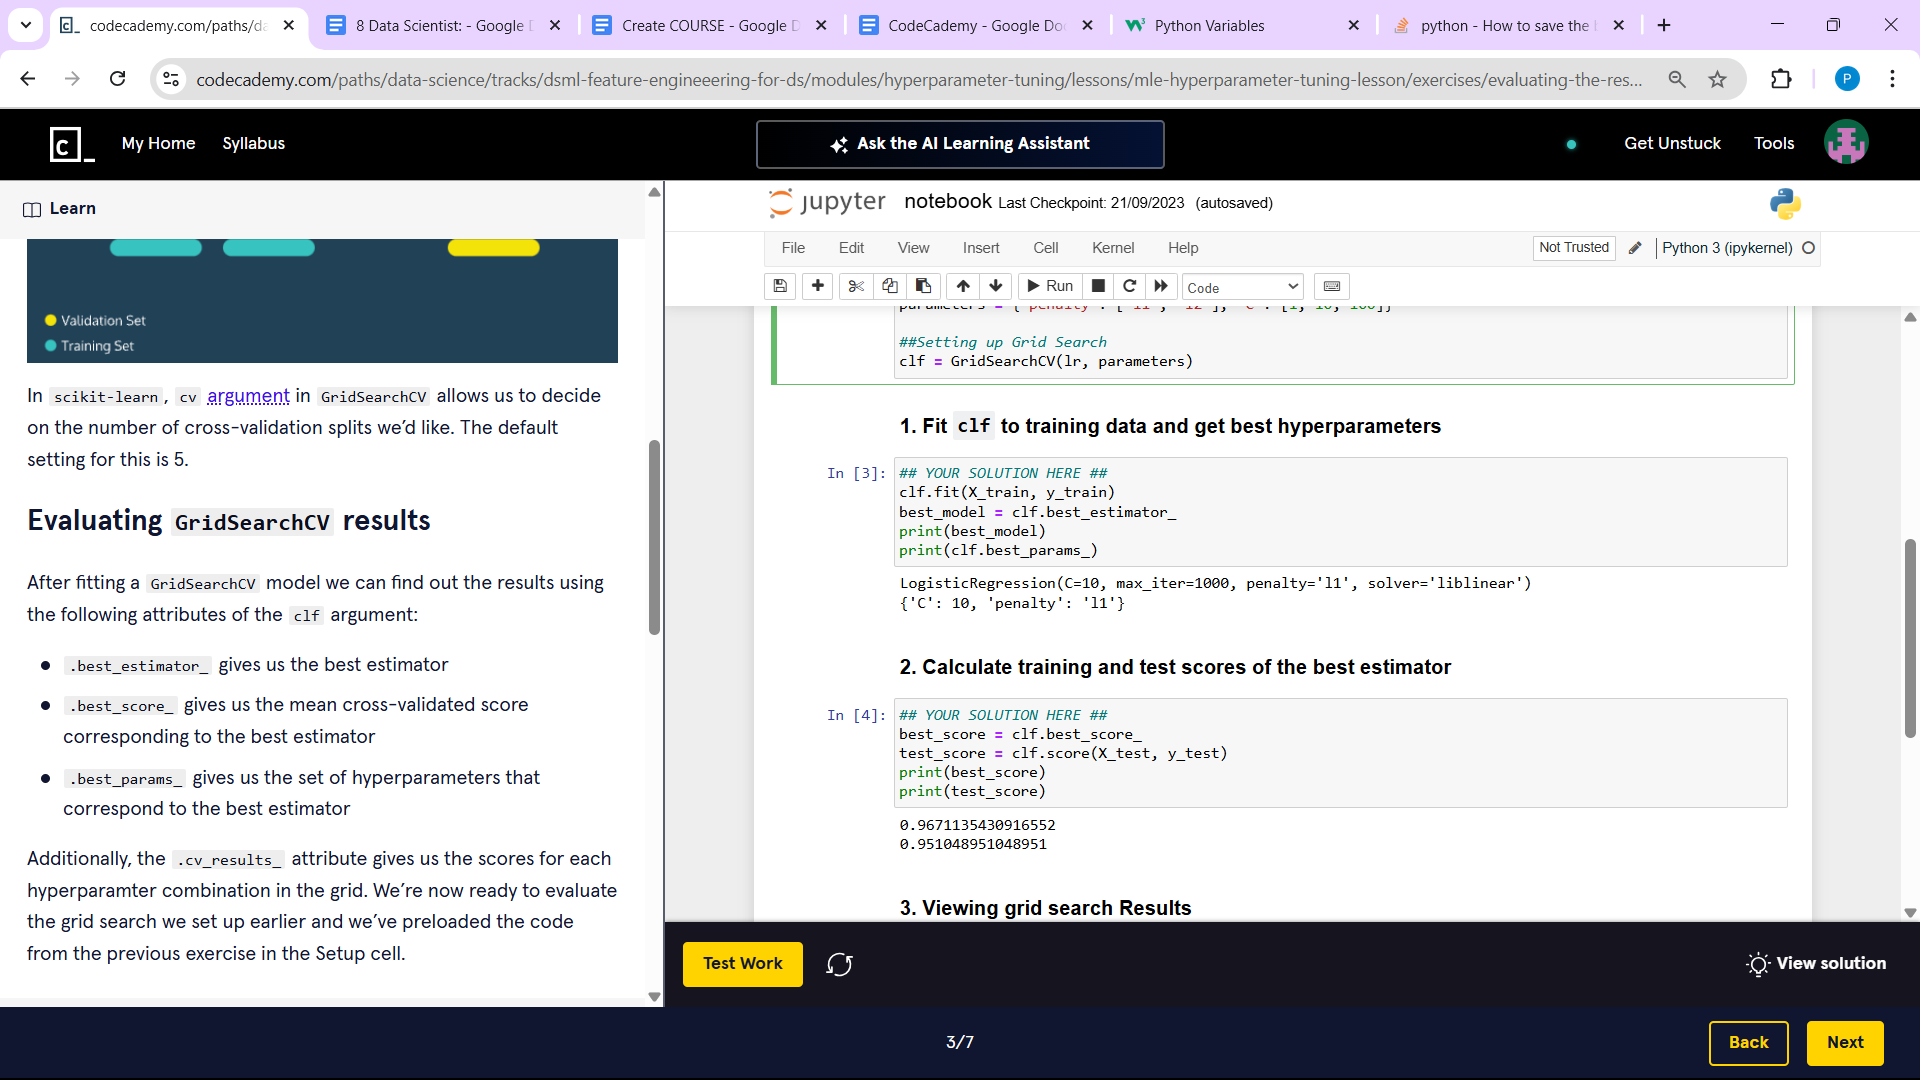 codecademy.com/paths/da
8 Data Scientist: - Google D
Create COURSE - Google D
CodeCademy - Google Do
Python Variables
python - How to save the
codecademy.com/paths/data-science/tracks/dsml-feature-engineeering-for-ds/modules/hyperparameter-tuning/lessons/mle-hyperparameter-tuning-lesson/exercises/evaluating-the-res...
P
c_
My Home
Syllabus
Ask the AI Learning Assistant
Get Unstuck
Tools
Learn
Validation Set
Training Set
In scikit-learn, cv argument in GridSearchCV allows us to decide
on the number of cross-validation splits we’d like. The default
setting for this is 5.
Evaluating GridSearchCV results
After fitting a GridSearchCV model we can find out the results using
the following attributes of the clf argument:
.best_estimator_ gives us the best estimator
.best_score_ gives us the mean cross-validated score
corresponding to the best estimator
.best_params_ gives us the set of hyperparameters that
correspond to the best estimator
Additionally, the .cv_results_ attribute gives us the scores for each
hyperparamter combination in the grid. We’re now ready to evaluate
the grid search we set up earlier and we’ve preloaded the code
from the previous exercise in the Setup cell.
jupyter notebook Last Checkpoint: 21/09/2023 (autosaved)
File Edit View Insert Cell Kernel Help
Not Trusted
Python 3 (ipykernel)
Run
Code
parameters = {'penalty': ['l1', 'l2'], 'C': [1, 10, 100]}
##Setting up Grid Search
clf = GridSearchCV(lr, parameters)
1. Fit clf to training data and get best hyperparameters
In [3]:
## YOUR SOLUTION HERE ##
clf.fit(X_train, y_train)
best_model = clf.best_estimator_
print(best_model)
print(clf.best_params_)
LogisticRegression(C=10, max_iter=1000, penalty='l1', solver='liblinear')
{'C': 10, 'penalty': 'l1'}
2. Calculate training and test scores of the best estimator
In [4]:
## YOUR SOLUTION HERE ##
best_score = clf.best_score_
test_score = clf.score(X_test, y_test)
print(best_score)
print(test_score)
0.9671135430916552
0.951048951048951
3. Viewing grid search Results
Test Work
View solution
3/7
Back
Next